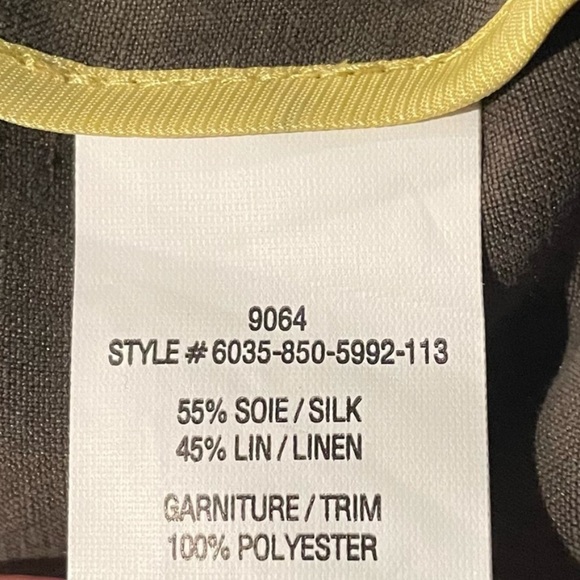 9064
STYLE # 6035-850-5992-113
55% SOIE / SILK
45% LIN / LINEN
GARNITURE / TRIM
100% POLYESTER